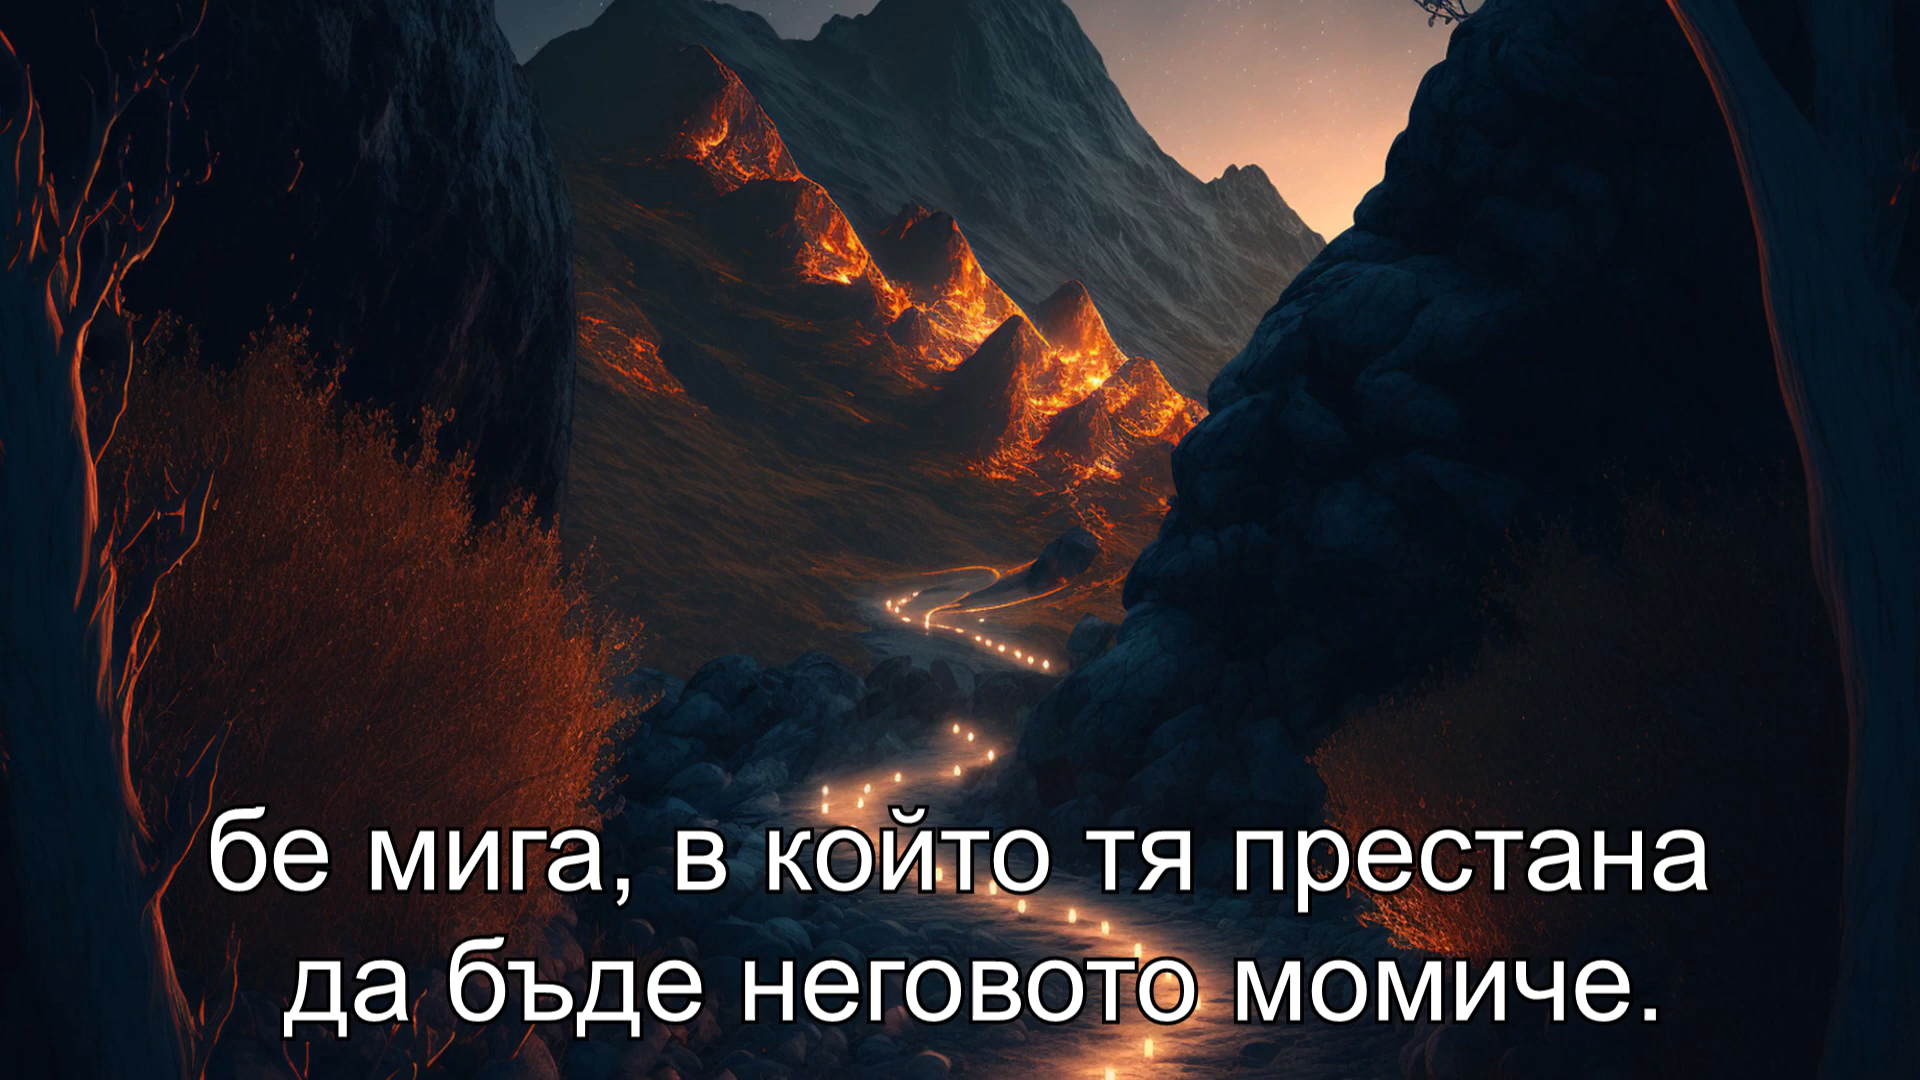 бе мига, в който тя престана
да бъде неговото момиче.